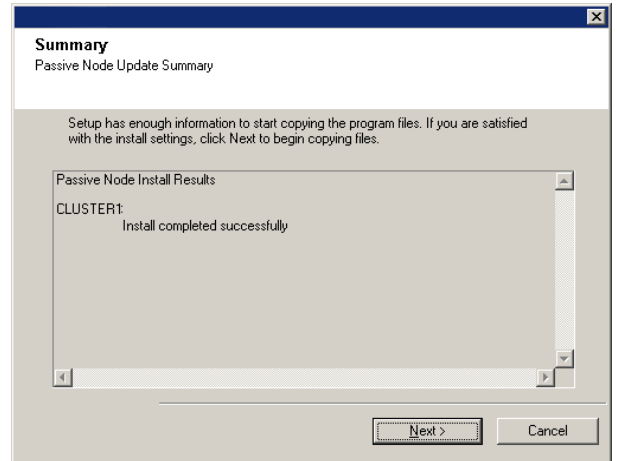 Summary
Passive Node Update Summary
Setup has enough information to start copying the program files. If you are satisfied
with the install settings, click Next to begin copying files.
Passive Node Install Results
CLUSTER1:
Install completed successfully
Next >
Cancel